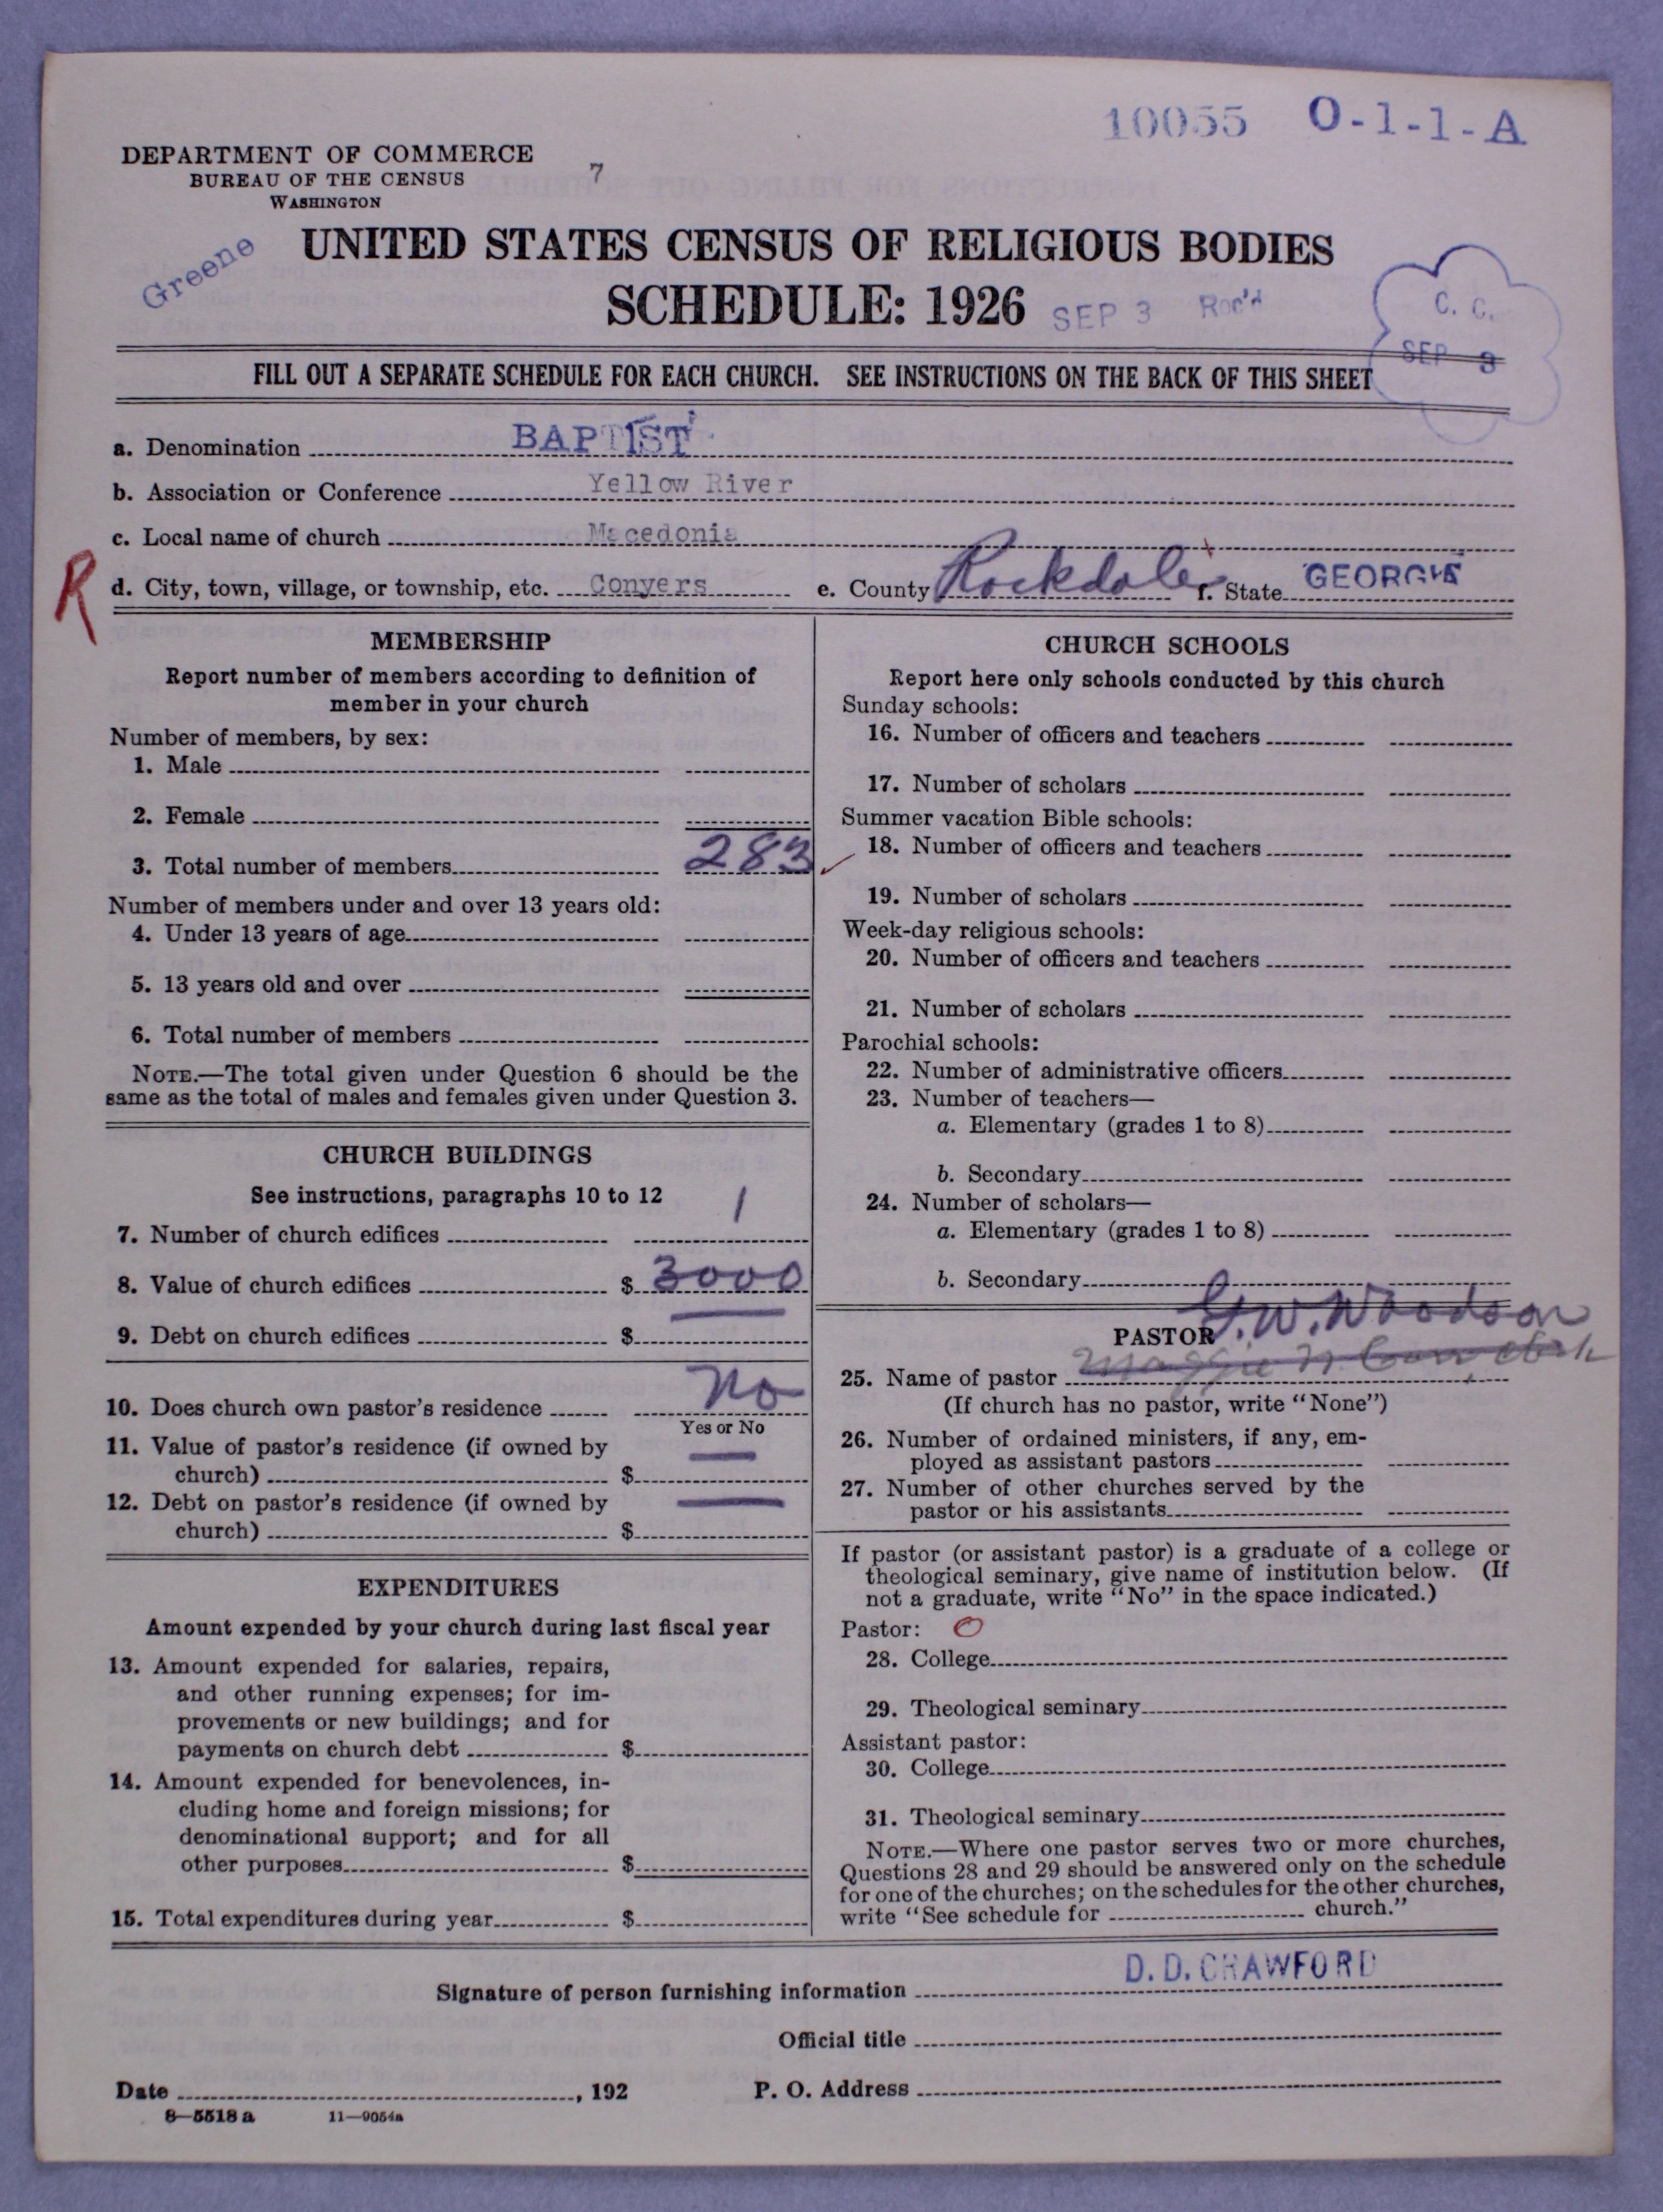 10055 O-1-1-A
DEPARTMENT OF COMMERCE
BUREAU OF THE CENSUS
WASHINGTON
7
Greene
UNITED STATES CENSUS OF RELIGIOUS BODIES
SCHEDULE: 1926
SEP 3 Rec'd
C. C.
SEP 3
FILL OUT A SEPARATE SCHEDULE FOR EACH CHURCH. SEE INSTRUCTIONS ON THE BACK OF THIS SHEET
a. Denomination BAPTIST
b. Association or Conference Yellow River
c. Local name of church Macedonia
R
d. City, town, village, or township, etc. Conyers e. County Rockdale f. State GEORGIA
MEMBERSHIP
Report number of members according to definition of
member in your church
Number of members, by sex:
1. Male
2. Female
3. Total number of members 283
Number of members under and over 13 years old:
4. Under 13 years of age
5. 13 years old and over
6. Total number of members
NOTE.—The total given under Question 6 should be the
same as the total of males and females given under Question 3.
CHURCH BUILDINGS
See instructions, paragraphs 10 to 12
7. Number of church edifices 1
8. Value of church edifices $ 3000
9. Debt on church edifices $ —
10. Does church own pastor's residence No
Yes or No
11. Value of pastor's residence (if owned by
church) $ —
12. Debt on pastor's residence (if owned by
church) $ —
EXPENDITURES
Amount expended by your church during last fiscal year
13. Amount expended for salaries, repairs,
and other running expenses; for im-
provements or new buildings; and for
payments on church debt $
14. Amount expended for benevolences, in-
cluding home and foreign missions; for
denominational support; and for all
other purposes $
15. Total expenditures during year $
CHURCH SCHOOLS
Report here only schools conducted by this church
Sunday schools:
16. Number of officers and teachers
17. Number of scholars
Summer vacation Bible schools:
18. Number of officers and teachers
19. Number of scholars
Week-day religious schools:
20. Number of officers and teachers
21. Number of scholars
Parochial schools:
22. Number of administrative officers
23. Number of teachers—
a. Elementary (grades 1 to 8)
b. Secondary
24. Number of scholars—
a. Elementary (grades 1 to 8)
b. Secondary
PASTOR
G. W. Woodson
25. Name of pastor Maggie
(If church has no pastor, write "None")
26. Number of ordained ministers, if any, em-
ployed as assistant pastors
27. Number of other churches served by the
pastor or his assistants
If pastor (or assistant pastor) is a graduate of a college or
theological seminary, give name of institution below. (If
not a graduate, write "No" in the space indicated.)
Pastor: O
28. College
29. Theological seminary
Assistant pastor:
30. College
31. Theological seminary
NOTE.—Where one pastor serves two or more churches,
Questions 28 and 29 should be answered only on the schedule
for one of the churches; on the schedules for the other churches,
write "See schedule for church."
Signature of person furnishing information D. D. CRAWFORD
Official title
Date , 192 P. O. Address
8—5518 a 11—9054a